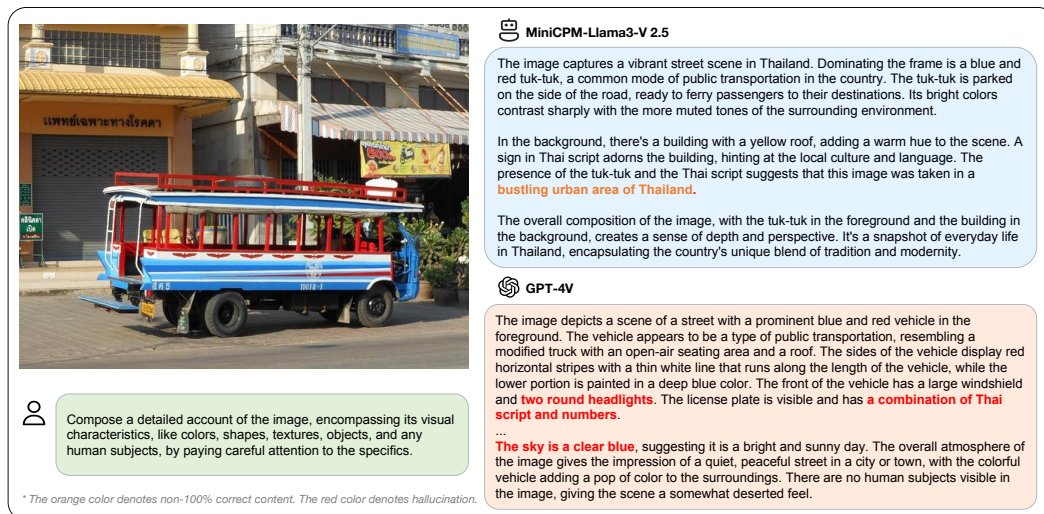 แพทย์เฉพาะทางโรคตา
คลีนิคตา
เปิด
MiniCPM-Llama3-V 2.5
The image captures a vibrant street scene in Thailand. Dominating the frame is a blue and
red tuk-tuk, a common mode of public transportation in the country. The tuk-tuk is parked
on the side of the road, ready to ferry passengers to their destinations. Its bright colors
contrast sharply with the more muted tones of the surrounding environment.
In the background, there's a building with a yellow roof, adding a warm hue to the scene. A
sign in Thai script adorns the building, hinting at the local culture and language. The
presence of the tuk-tuk and the Thai script suggests that this image was taken in a
bustling urban area of Thailand.
The overall composition of the image, with the tuk-tuk in the foreground and the building in
the background, creates a sense of depth and perspective. It's a snapshot of everyday life
in Thailand, encapsulating the country's unique blend of tradition and modernity.
GPT-4V
The image depicts a scene of a street with a prominent blue and red vehicle in the
foreground. The vehicle appears to be a type of public transportation, resembling a
modified truck with an open-air seating area and a roof. The sides of the vehicle display red
horizontal stripes with a thin white line that runs along the length of the vehicle, while the
lower portion is painted in a deep blue color. The front of the vehicle has a large windshield
and two round headlights. The license plate is visible and has a combination of Thai
script and numbers.
...
The sky is a clear blue, suggesting it is a bright and sunny day. The overall atmosphere of
the image gives the impression of a quiet, peaceful street in a city or town, with the colorful
vehicle adding a pop of color to the surroundings. There are no human subjects visible in
the image, giving the scene a somewhat deserted feel.
Compose a detailed account of the image, encompassing its visual
characteristics, like colors, shapes, textures, objects, and any
human subjects, by paying careful attention to the specifics.
* The orange color denotes non-100% correct content. The red color denotes hallucination.